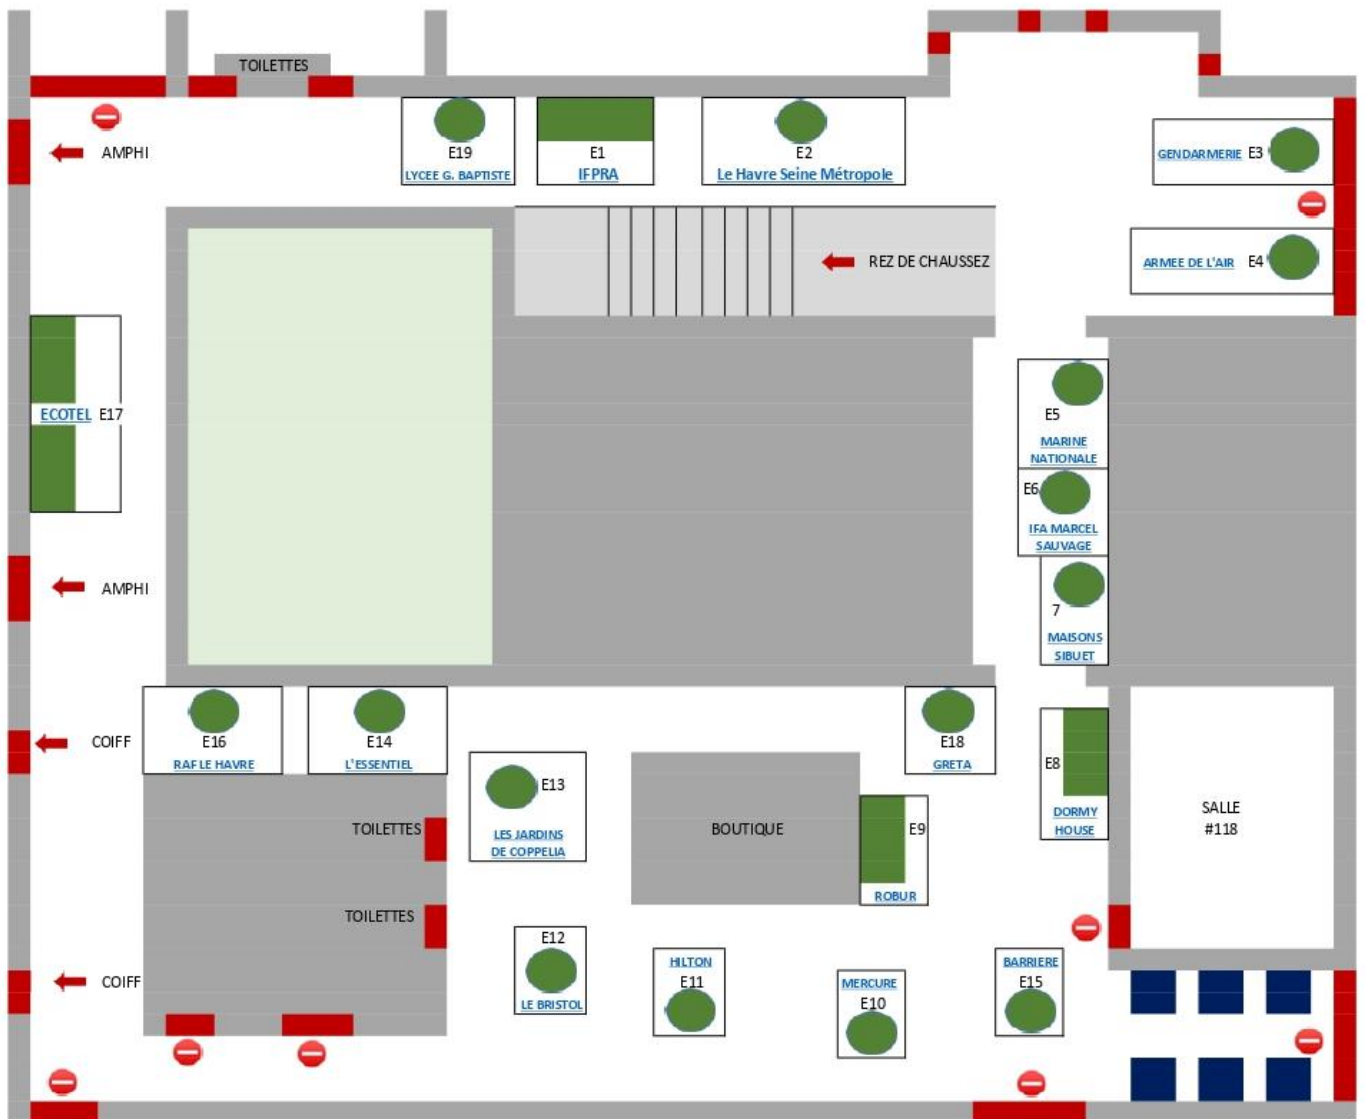 TOILETTES
AMPHI
E19
LYCEE G. BAPTISTE
E1
IFPRA
E2
Le Havre Seine Métropole
GENDARMERIE E3
REZ DE CHAUSSEZ
ARMEE DE L'AIR E4
ECOTEL E17
E5
MARINE
NATIONALE
E6
IFA MARCEL
SAUVAGE
AMPHI
7
MAISONS
SIBUET
COIFF
E16
RAF LE HAVRE
E14
L'ESSENTIEL
E18
GRETA
E13
LES JARDINS
DE COPPELIA
TOILETTES
BOUTIQUE
E9
ROBUR
E8
DORMY
HOUSE
SALLE
#118
TOILETTES
E12
LE BRISTOL
HILTON
E11
MERCURE
E10
BARRIERE
E15
COIFF